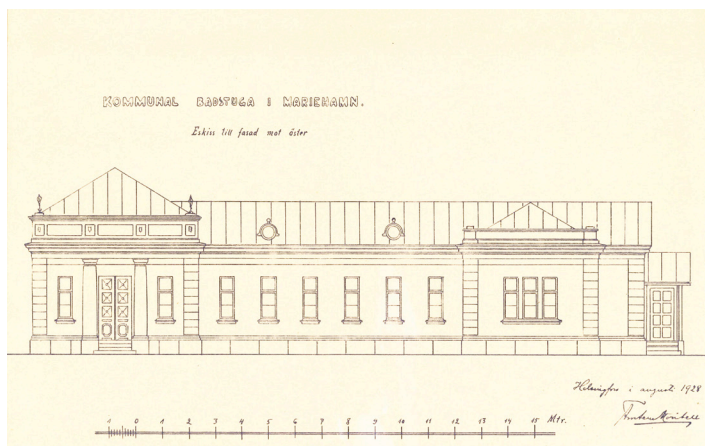 KOMMUNAL BADSTUGA I MARIEHAMN.
Eskiss till fasad mot öster
Helsingfors i augusti 1928
1 0 1 2 3 4 5 6 7 8 9 10 11 12 13 14 15 Mtr.